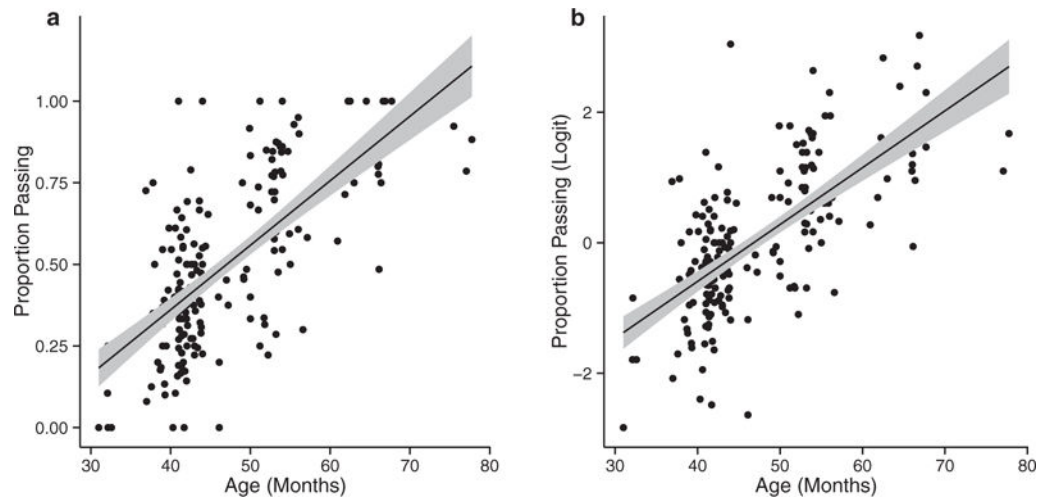 a
Proportion Passing
1.00
0.75
0.50
0.25
0.00
30 40 50 60 70 80
Age (Months)
b
Proportion Passing (Logit)
2
0
−2
30 40 50 60 70 80
Age (Months)